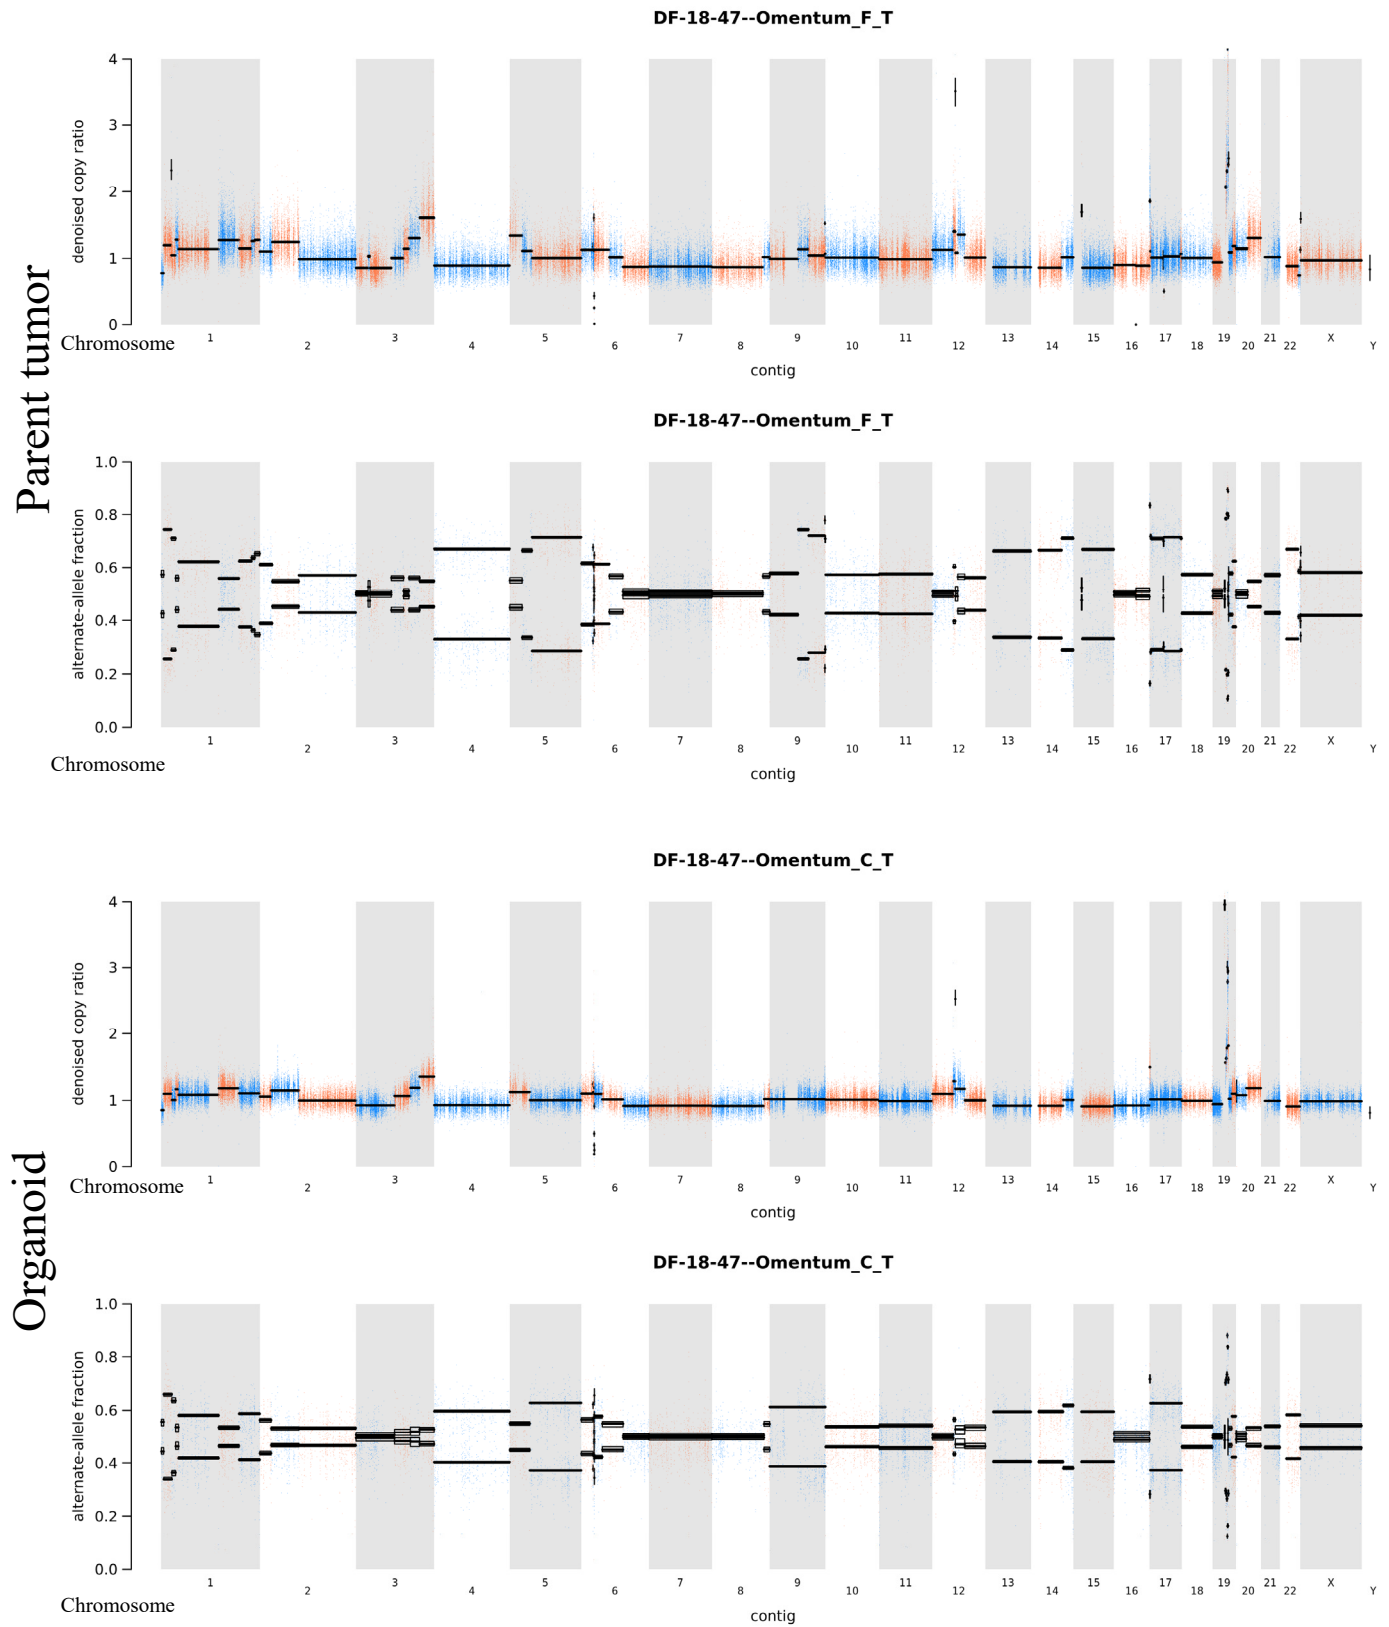 Parent tumor
DF-18-47--Omentum_F_T
denoised copy ratio
4
3
2
1
0
Chromosome
1 2 3 4 5 6 7 8 9 10 11 12 13 14 15 16 17 18 19 20 21 22 X Y
contig
DF-18-47--Omentum_F_T
alternate-allele fraction
1.0
0.8
0.6
0.4
0.2
0.0
1 2 3 4 5 6 7 8 9 10 11 12 13 14 15 16 17 18 19 20 21 22 X Y
Chromosome
contig
Organoid
DF-18-47--Omentum_C_T
denoised copy ratio
4
3
2
1
0
Chromosome
1 2 3 4 5 6 7 8 9 10 11 12 13 14 15 16 17 18 19 20 21 22 X Y
contig
DF-18-47--Omentum_C_T
alternate-allele fraction
1.0
0.8
0.6
0.4
0.2
0.0
1 2 3 4 5 6 7 8 9 10 11 12 13 14 15 16 17 18 19 20 21 22 X Y
Chromosome
contig